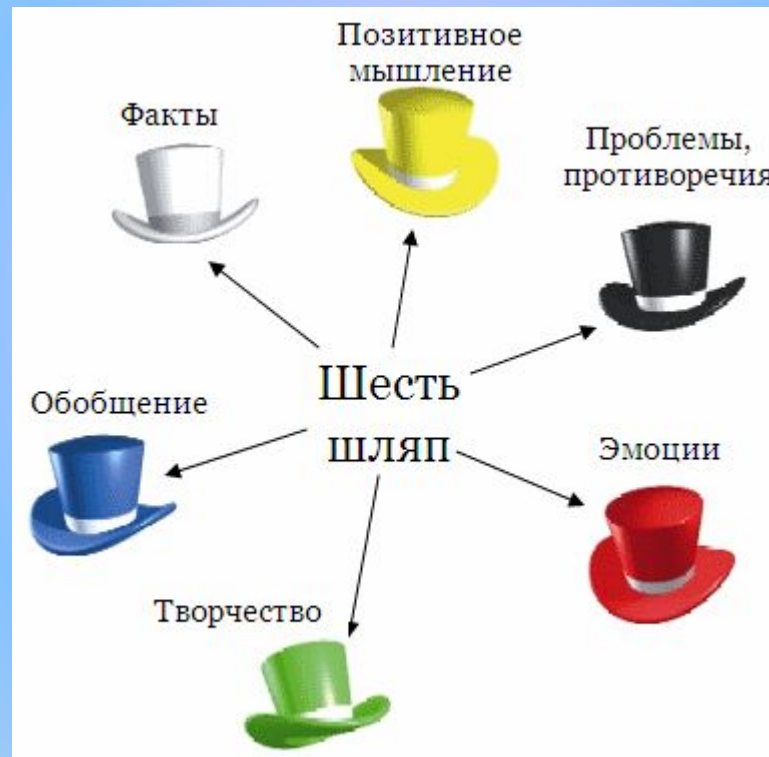 Позитивное
мышление
Факты
Проблемы,
противоречия
Шесть
шляп
Обобщение
Эмоции
Творчество